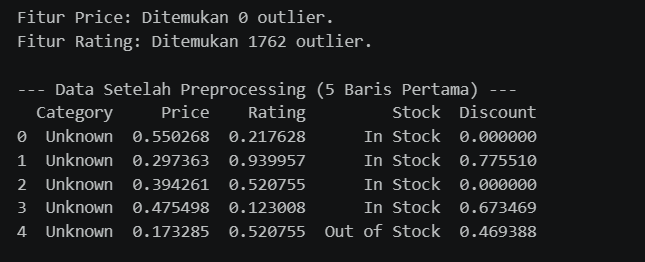 Fitur Price: Ditemukan 0 outlier.
Fitur Rating: Ditemukan 1762 outlier.
--- Data Setelah Preprocessing (5 Baris Pertama) ---
Category Price Rating Stock Discount
0 Unknown 0.550268 0.217628 In Stock 0.000000
1 Unknown 0.297363 0.939957 In Stock 0.775510
2 Unknown 0.394261 0.520755 In Stock 0.000000
3 Unknown 0.475498 0.123008 In Stock 0.673469
4 Unknown 0.173285 0.520755 Out of Stock 0.469388